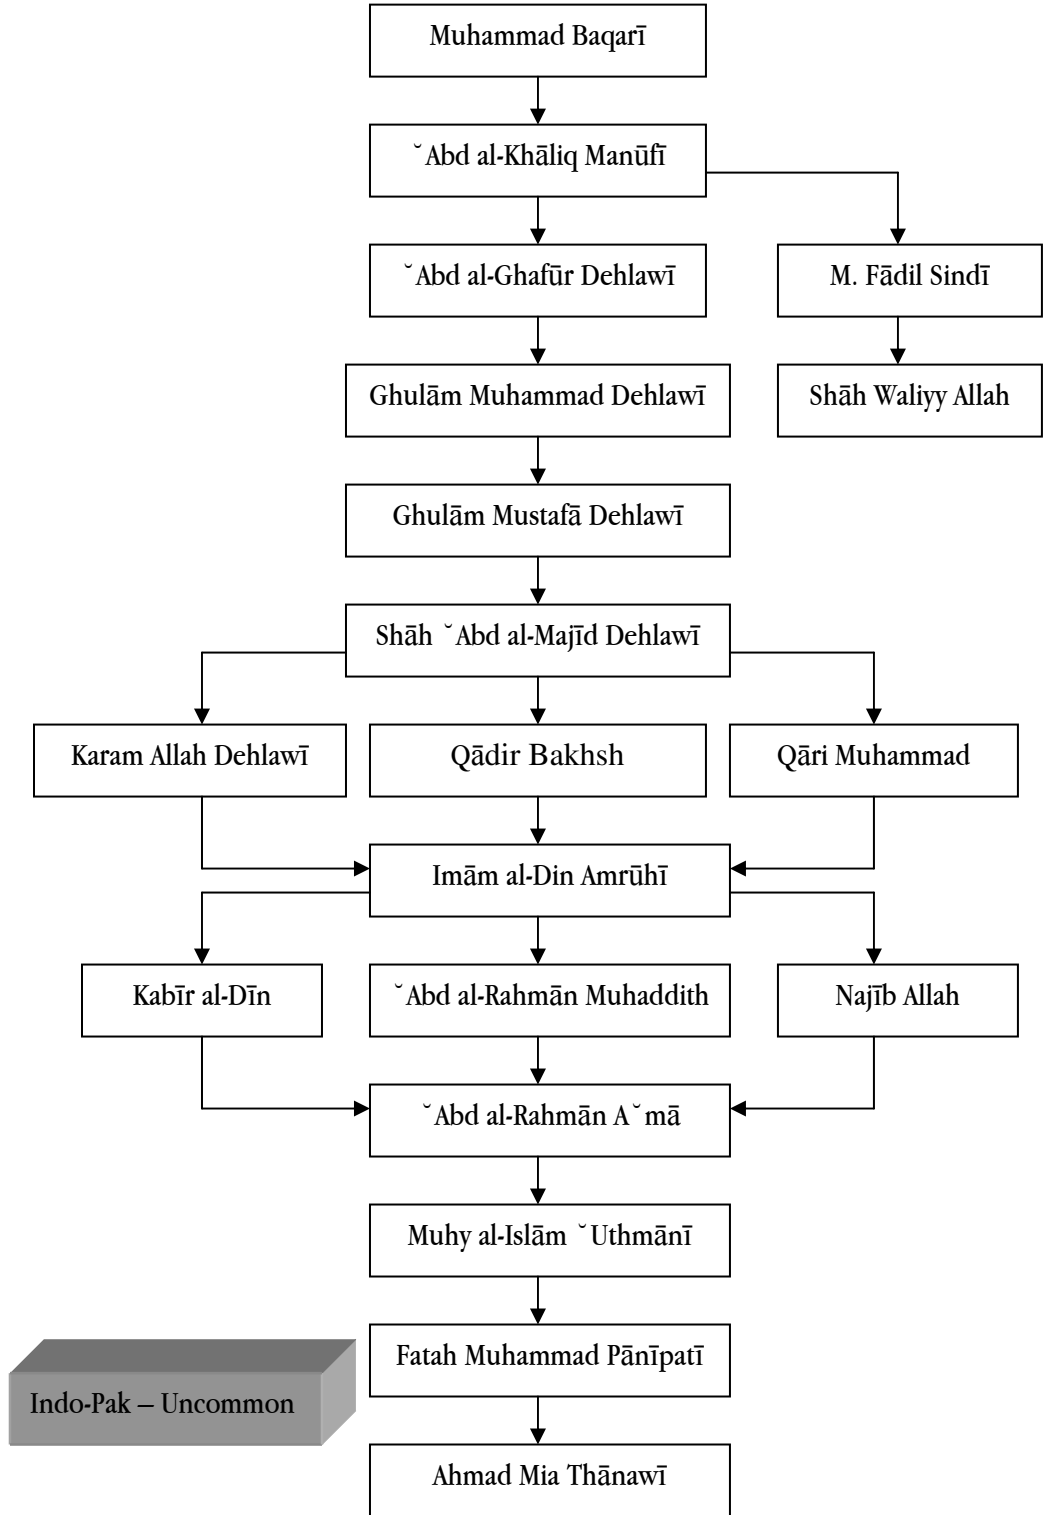 Muhammad Baqarī
˘Abd al-Khāliq Manūfī
˘Abd al-Ghafūr Dehlawī
M. Fādil Sindī
Ghulām Muhammad Dehlawī
Shāh Waliyy Allah
Ghulām Mustafā Dehlawī
Shāh ˘Abd al-Majīd Dehlawī
Karam Allah Dehlawī
Qādir Bakhsh
Qāri Muhammad
Imām al-Din Amrūhī
Kabīr al-Dīn
˘Abd al-Rahmān Muhaddith
Najīb Allah
˘Abd al-Rahmān A˘mā
Muhy al-Islām ˘Uthmānī
Fatah Muhammad Pānīpatī
Indo-Pak – Uncommon
Ahmad Mia Thānawī